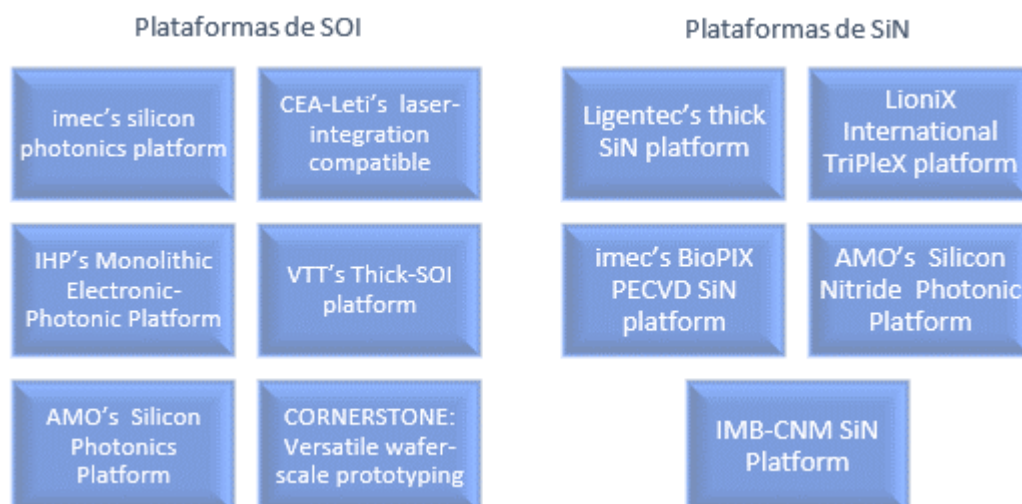 Plataformas de SOI
imec's silicon
photonics platform
CEA-Leti's laser-
integration
compatible
IHP's Monolithic
Electronic-
Photonic Platform
VTT's Thick-SOI
platform
AMO's Silicon
Photonics
Platform
CORNERSTONE:
Versatile wafer-
scale prototyping
Plataformas de SiN
Ligentec's thick
SiN platform
LioniX
International
TriPleX platform
imec's BioPIX
PECVD SiN
platform
AMO's Silicon
Nitride Photonic
Platform
IMB-CNM SiN
Platform